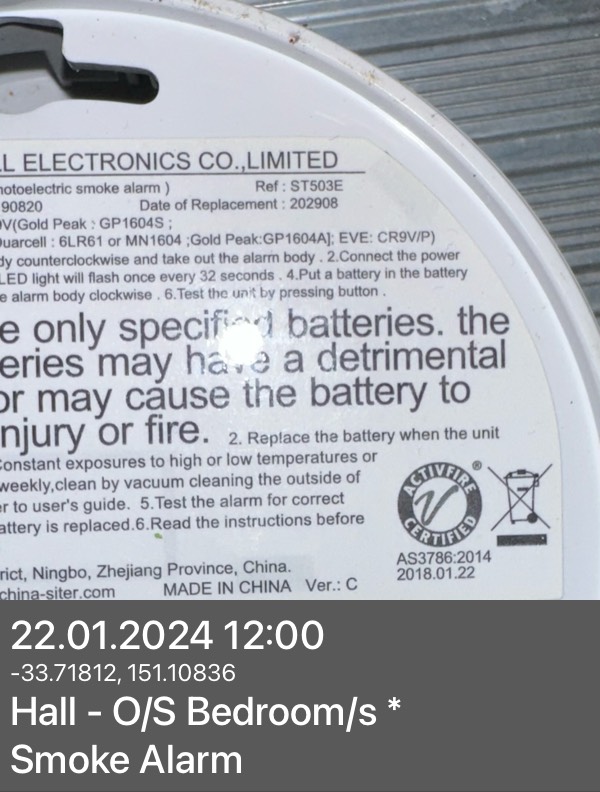 L ELECTRONICS CO.,LIMITED
hotoelectric smoke alarm )
Ref : ST503E
90820
Date of Replacement : 202908
V(Gold Peak : GP1604S ;
uarcell : 6LR61 or MN1604 ;Gold Peak:GP1604A]; EVE: CR9V/P)
dy counterclockwise and take out the alarm body . 2.Connect the power
LED light will flash once every 32 seconds . 4.Put a battery in the battery
e alarm body clockwise . 6.Test the unit by pressing button .
e only specified batteries. the
eries may have a detrimental
or may cause the battery to
njury or fire. 2. Replace the battery when the unit
Constant exposures to high or low temperatures or
weekly,clean by vacuum cleaning the outside of
er to user's guide. 5.Test the alarm for correct
attery is replaced.6.Read the instructions before
ACTIVFIRE
®
CERTIFIED
AS3786:2014
2018.01.22
rict, Ningbo, Zhejiang Province, China.
china-siter.com
MADE IN CHINA Ver.: C
22.01.2024 12:00
-33.71812, 151.10836
Hall - O/S Bedroom/s *
Smoke Alarm